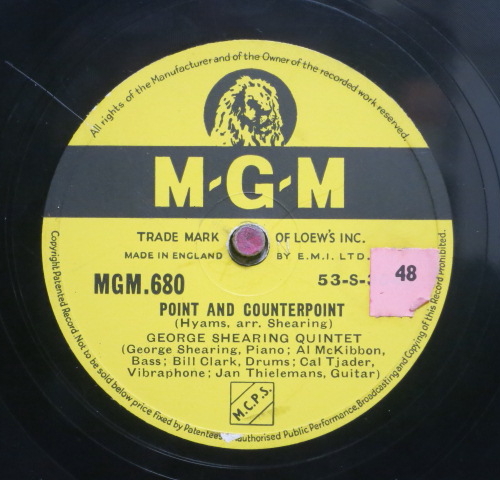 All rights of the Manufacturer and of the Owner of the recorded work reserved.
M-G-M
TRADE MARK OF LOEW'S INC.
MADE IN ENGLAND BY E.M.I. LTD.
MGM.680 53-S-
48
POINT AND COUNTERPOINT
(Hyams, arr. Shearing)
GEORGE SHEARING QUINTET
(George Shearing, Piano; Al McKibbon,
Bass; Bill Clark, Drums; Cal Tjader,
Vibraphone; Jan Thielemans, Guitar)
M.C.P.S.
Copyright Patented Record Not to be sold below price fixed by Patentees. Unauthorised Public Performance, Broadcasting and Copying of this Record Prohibited.